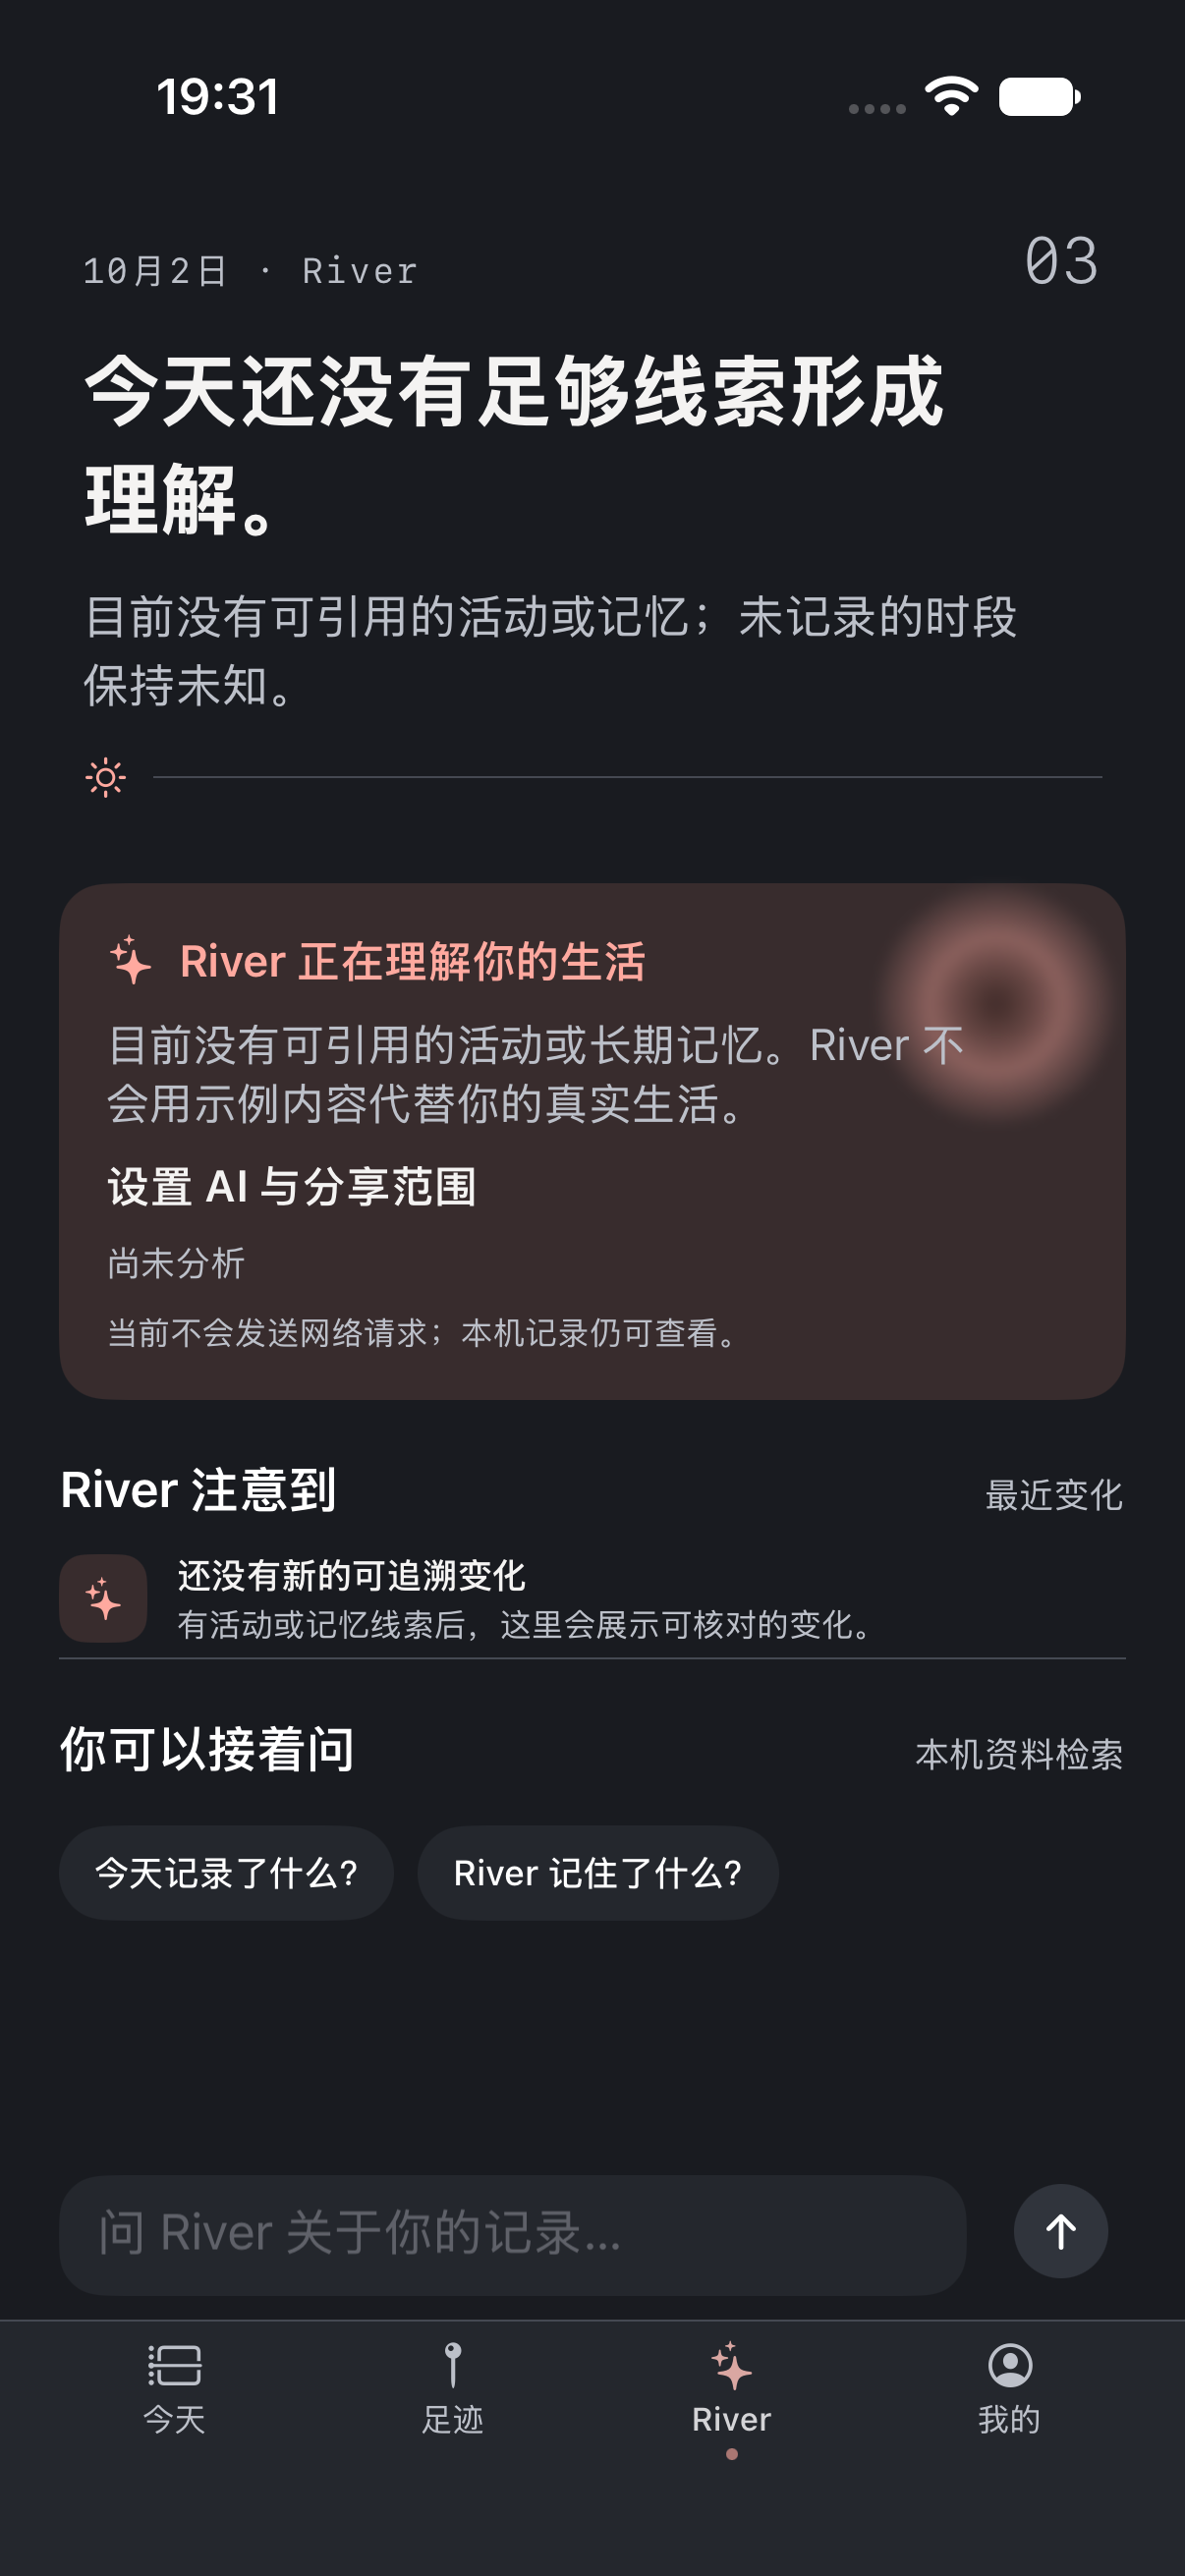 19:31
10月2日 · River
03
今天还没有足够线索形成
理解。
目前没有可引用的活动或记忆；未记录的时段
保持未知。
River 正在理解你的生活
目前没有可引用的活动或长期记忆。River 不
会用示例内容代替你的真实生活。
设置 AI 与分享范围
尚未分析
当前不会发送网络请求；本机记录仍可查看。
River 注意到
最近变化
还没有新的可追溯变化
有活动或记忆线索后，这里会展示可核对的变化。
你可以接着问
本机资料检索
今天记录了什么?
River 记住了什么?
问 River 关于你的记录...
今天
足迹
River
我的